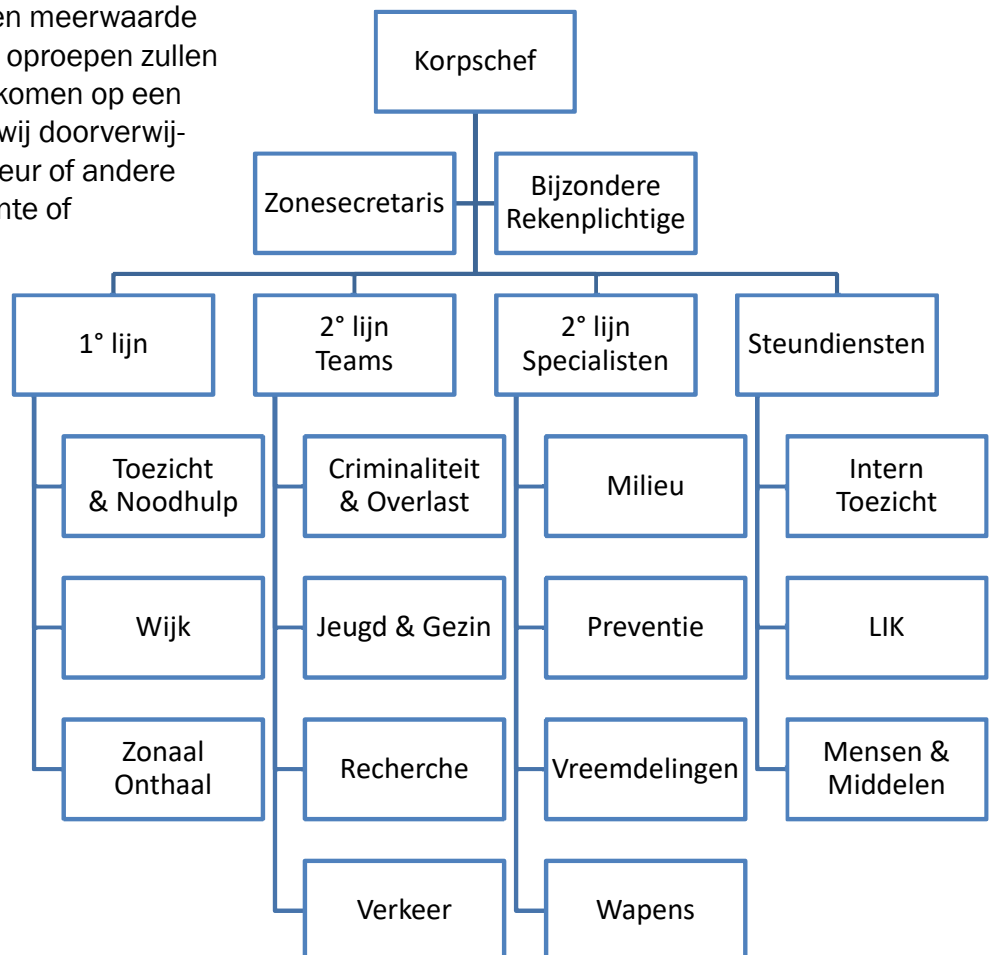 en meerwaarde
oproepen zullen
komen op een
wij doorverwij-
eur of andere
nte of
Korpschef
Zonesecretaris
Bijzondere
Rekenplichtige
1° lijn
2° lijn
Teams
2° lijn
Specialisten
Steundiensten
Toezicht
& Noodhulp
Criminaliteit
& Overlast
Milieu
Intern
Toezicht
Wijk
Jeugd & Gezin
Preventie
LIK
Zonaal
Onthaal
Recherche
Vreemdelingen
Mensen &
Middelen
Verkeer
Wapens